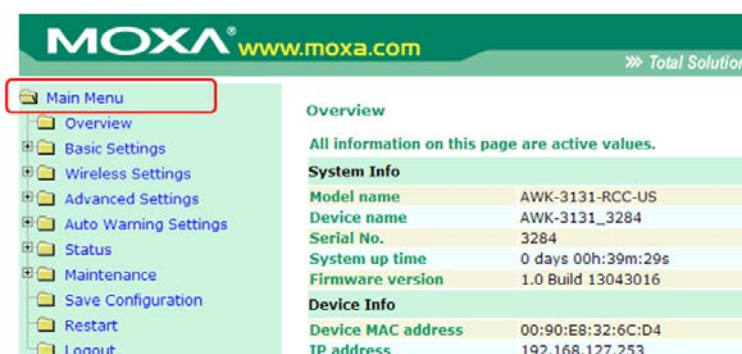 MOXA® www.moxa.com
Total Solution
Main Menu
Overview
Basic Settings
Wireless Settings
Advanced Settings
Auto Warning Settings
Status
Maintenance
Save Configuration
Restart
Logout
Overview
All information on this page are active values.
System Info
Model name AWK-3131-RCC-US
Device name AWK-3131_3284
Serial No. 3284
System up time 0 days 00h:39m:29s
Firmware version 1.0 Build 13043016
Device Info
Device MAC address 00:90:E8:32:6C:D4
IP address 192.168.127.253